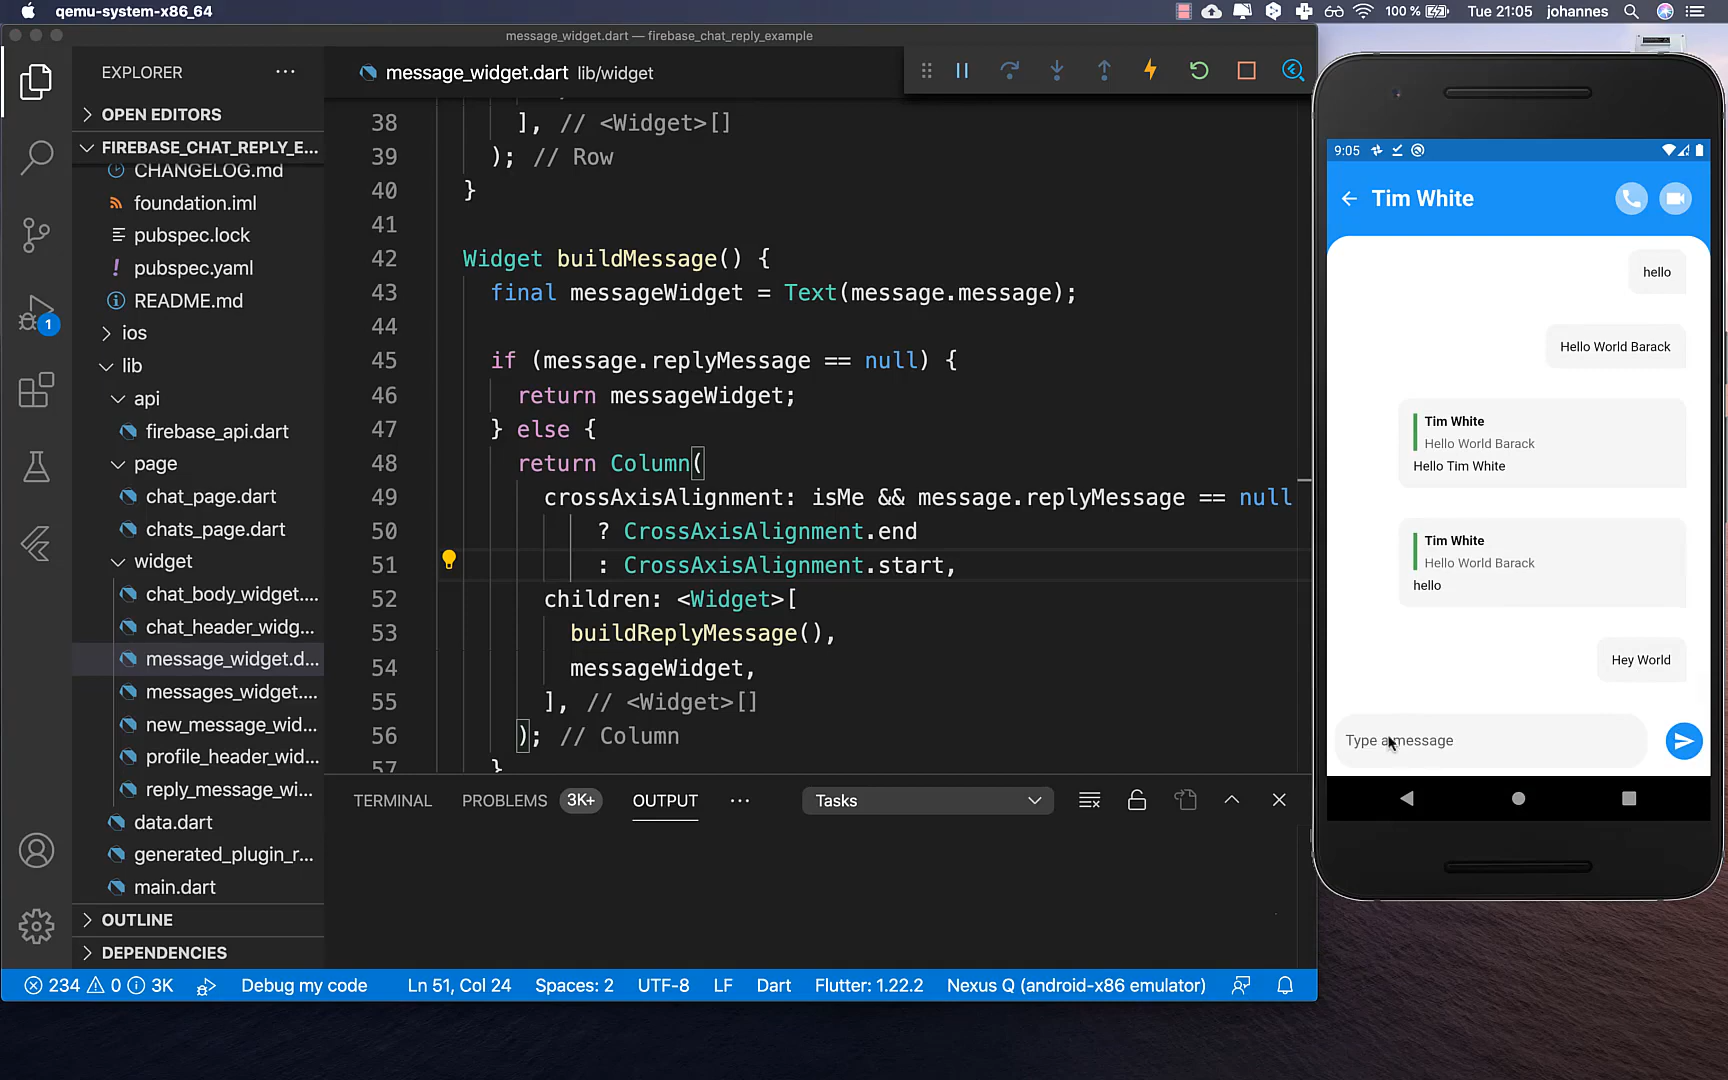 qemu-system-x86_64
100 %
Tue 21:05
johannes
message_widget.dart — firebase_chat_reply_example
EXPLORER
OPEN EDITORS
FIREBASE_CHAT_REPLY_E...
CHANGELOG.md
foundation.iml
pubspec.lock
pubspec.yaml
README.md
ios
lib
api
firebase_api.dart
page
chat_page.dart
chats_page.dart
widget
chat_body_widget....
chat_header_widg...
message_widget.d...
messages_widget....
new_message_wid...
profile_header_wid...
reply_message_wi...
data.dart
generated_plugin_r...
main.dart
OUTLINE
DEPENDENCIES
1
message_widget.dart lib/widget
38 ], // <Widget>[]
39 ); // Row
40 }
41
42 Widget buildMessage() {
43 final messageWidget = Text(message.message);
44
45 if (message.replyMessage == null) {
46 return messageWidget;
47 } else {
48 return Column(
49 crossAxisAlignment: isMe && message.replyMessage == null
50 ? CrossAxisAlignment.end
51 : CrossAxisAlignment.start,
52 children: <Widget>[
53 buildReplyMessage(),
54 messageWidget,
55 ], // <Widget>[]
56 ); // Column
57 }
TERMINAL
PROBLEMS 3K+
OUTPUT
Tasks
234 0 3K
Debug my code
Ln 51, Col 24
Spaces: 2
UTF-8
LF
Dart
Flutter: 1.22.2
Nexus Q (android-x86 emulator)
9:05
Tim White
hello
Hello World Barack
Tim White
Hello World Barack
Hello Tim White
Tim White
Hello World Barack
hello
Hey World
Type a message